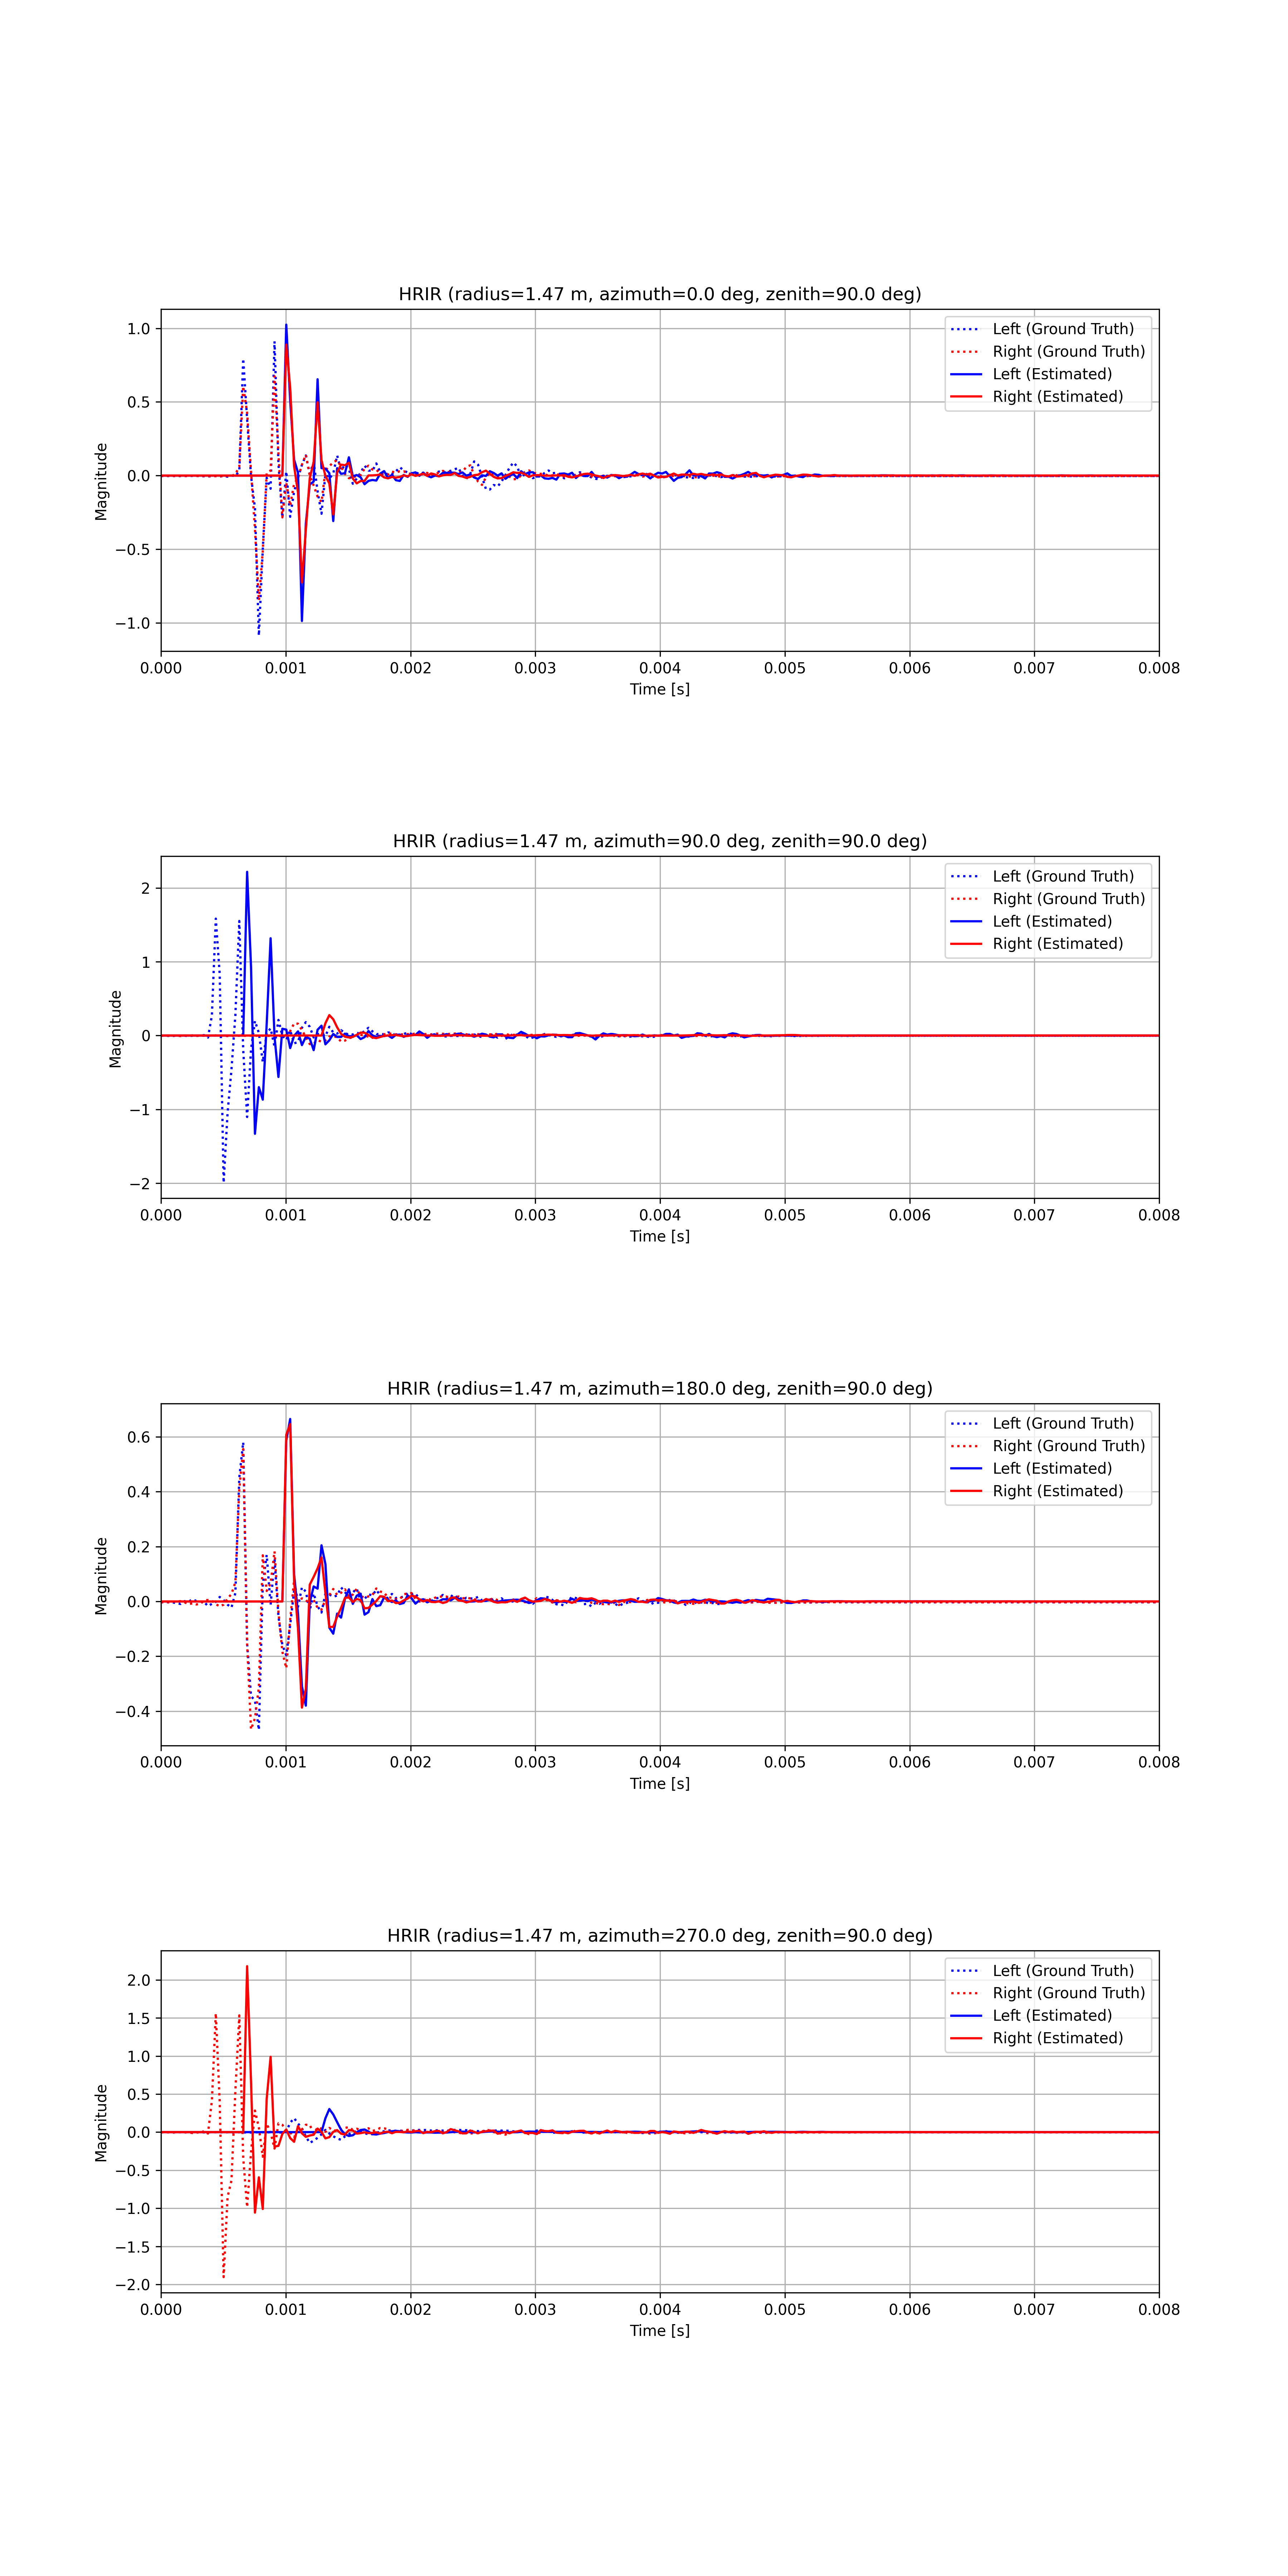 HRIR (radius=1.47 m, azimuth=0.0 deg, zenith=90.0 deg)
Left (Ground Truth)
Right (Ground Truth)
Left (Estimated)
Right (Estimated)
1.0
0.5
0.0
−0.5
−1.0
Magnitude
0.000 0.001 0.002 0.003 0.004 0.005 0.006 0.007 0.008
Time [s]
HRIR (radius=1.47 m, azimuth=90.0 deg, zenith=90.0 deg)
Left (Ground Truth)
Right (Ground Truth)
Left (Estimated)
Right (Estimated)
2
1
0
−1
−2
Magnitude
0.000 0.001 0.002 0.003 0.004 0.005 0.006 0.007 0.008
Time [s]
HRIR (radius=1.47 m, azimuth=180.0 deg, zenith=90.0 deg)
Left (Ground Truth)
Right (Ground Truth)
Left (Estimated)
Right (Estimated)
0.6
0.4
0.2
0.0
−0.2
−0.4
Magnitude
0.000 0.001 0.002 0.003 0.004 0.005 0.006 0.007 0.008
Time [s]
HRIR (radius=1.47 m, azimuth=270.0 deg, zenith=90.0 deg)
Left (Ground Truth)
Right (Ground Truth)
Left (Estimated)
Right (Estimated)
2.0
1.5
1.0
0.5
0.0
−0.5
−1.0
−1.5
−2.0
Magnitude
0.000 0.001 0.002 0.003 0.004 0.005 0.006 0.007 0.008
Time [s]